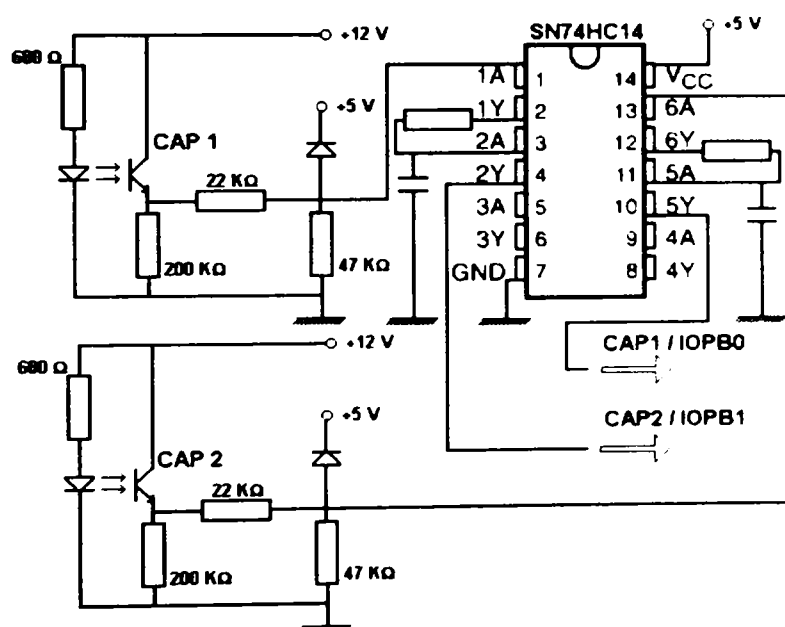 SN74HC14
+5 V
+12 V
680 Ω
+5 V
CAP 1
22 KΩ
200 KΩ
47 KΩ
1A 1 14 VCC
1Y 2 13 6A
2A 3 12 6Y
2Y 4 11 5A
3A 5 10 5Y
3Y 6 9 4A
GND 7 8 4Y
CAP1 / IOPB0
CAP2 / IOPB1
+12 V
680 Ω
+5 V
CAP 2
22 KΩ
200 KΩ
47 KΩ